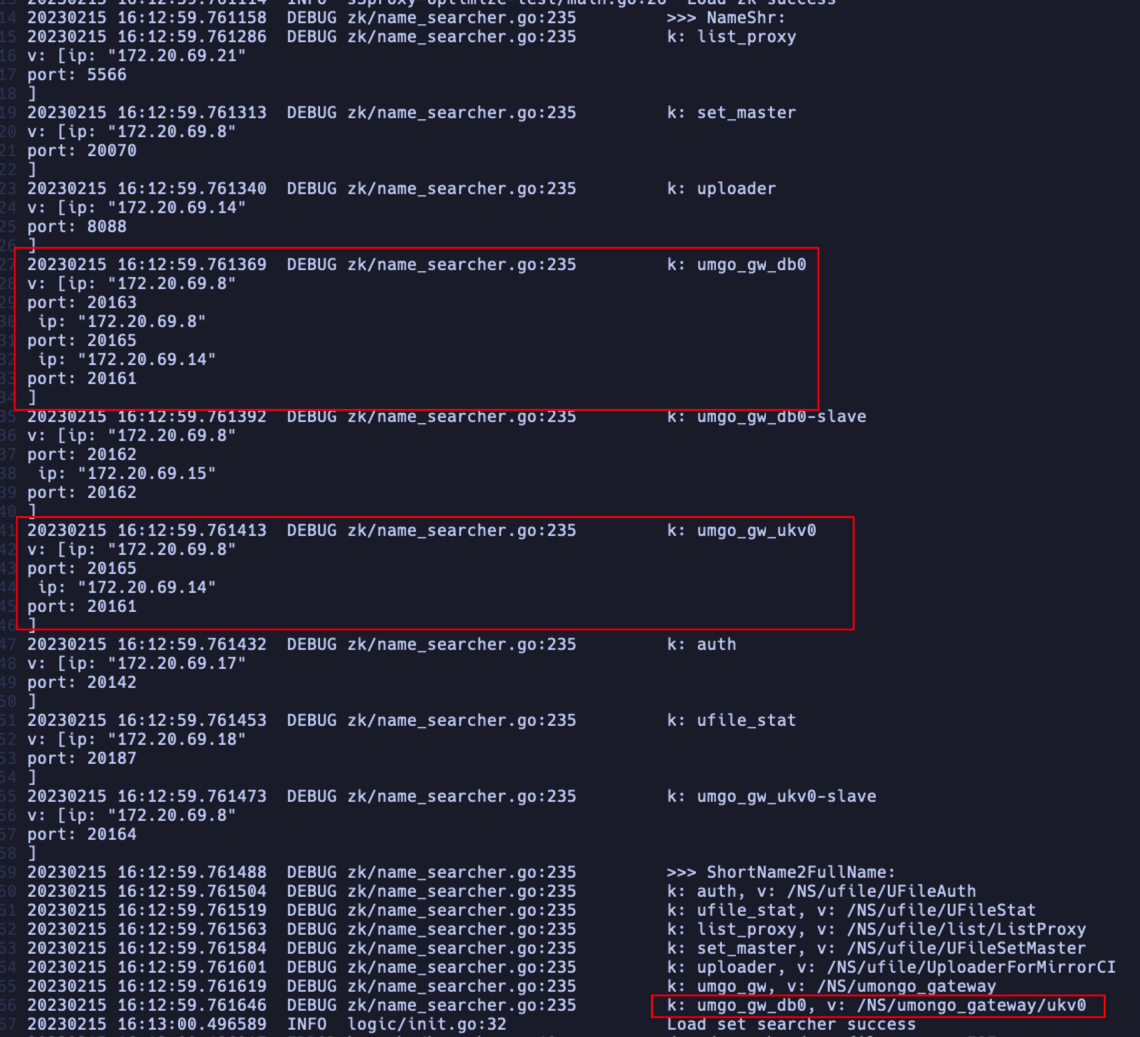 14 20230215 16:12:59.761158 DEBUG zk/name_searcher.go:235 >>> NameShr:
15 20230215 16:12:59.761286 DEBUG zk/name_searcher.go:235 k: list_proxy
16 v: [ip: "172.20.69.21"
17 port: 5566
18 ]
19 20230215 16:12:59.761313 DEBUG zk/name_searcher.go:235 k: set_master
20 v: [ip: "172.20.69.8"
21 port: 20070
22 ]
23 20230215 16:12:59.761340 DEBUG zk/name_searcher.go:235 k: uploader
24 v: [ip: "172.20.69.14"
25 port: 8088
26 ]
27 20230215 16:12:59.761369 DEBUG zk/name_searcher.go:235 k: umgo_gw_db0
28 v: [ip: "172.20.69.8"
29 port: 20163
30 ip: "172.20.69.8"
31 port: 20165
32 ip: "172.20.69.14"
33 port: 20161
34 ]
35 20230215 16:12:59.761392 DEBUG zk/name_searcher.go:235 k: umgo_gw_db0-slave
36 v: [ip: "172.20.69.8"
37 port: 20162
38 ip: "172.20.69.15"
39 port: 20162
40 ]
41 20230215 16:12:59.761413 DEBUG zk/name_searcher.go:235 k: umgo_gw_ukv0
42 v: [ip: "172.20.69.8"
43 port: 20165
44 ip: "172.20.69.14"
45 port: 20161
46 ]
47 20230215 16:12:59.761432 DEBUG zk/name_searcher.go:235 k: auth
48 v: [ip: "172.20.69.17"
49 port: 20142
50 ]
51 20230215 16:12:59.761453 DEBUG zk/name_searcher.go:235 k: ufile_stat
52 v: [ip: "172.20.69.18"
53 port: 20187
54 ]
55 20230215 16:12:59.761473 DEBUG zk/name_searcher.go:235 k: umgo_gw_ukv0-slave
56 v: [ip: "172.20.69.8"
57 port: 20164
58 ]
59 20230215 16:12:59.761488 DEBUG zk/name_searcher.go:235 >>> ShortName2FullName:
60 20230215 16:12:59.761504 DEBUG zk/name_searcher.go:235 k: auth, v: /NS/ufile/UFileAuth
61 20230215 16:12:59.761519 DEBUG zk/name_searcher.go:235 k: ufile_stat, v: /NS/ufile/UFileStat
62 20230215 16:12:59.761563 DEBUG zk/name_searcher.go:235 k: list_proxy, v: /NS/ufile/list/ListProxy
63 20230215 16:12:59.761584 DEBUG zk/name_searcher.go:235 k: set_master, v: /NS/ufile/UFileSetMaster
64 20230215 16:12:59.761601 DEBUG zk/name_searcher.go:235 k: uploader, v: /NS/ufile/UploaderForMirrorCI
65 20230215 16:12:59.761619 DEBUG zk/name_searcher.go:235 k: umgo_gw, v: /NS/umongo_gateway
66 20230215 16:12:59.761646 DEBUG zk/name_searcher.go:235 k: umgo_gw_db0, v: /NS/umongo_gateway/ukv0
67 20230215 16:13:00.496589 INFO logic/init.go:32 Load set searcher success